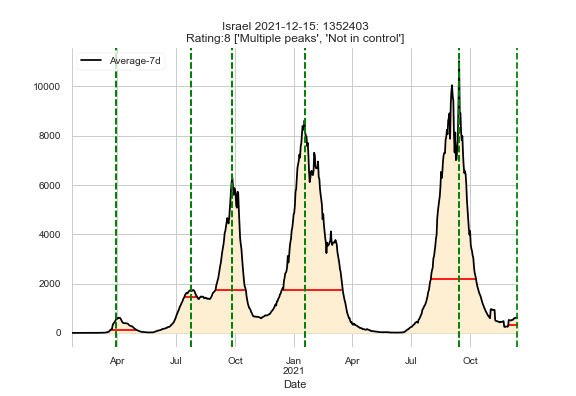 Israel 2021-12-15: 1352403
Rating:8 ['Multiple peaks', 'Not in control']
Average-7d
10000
8000
6000
4000
2000
0
Apr Jul Oct Jan Apr Jul Oct
2021
Date